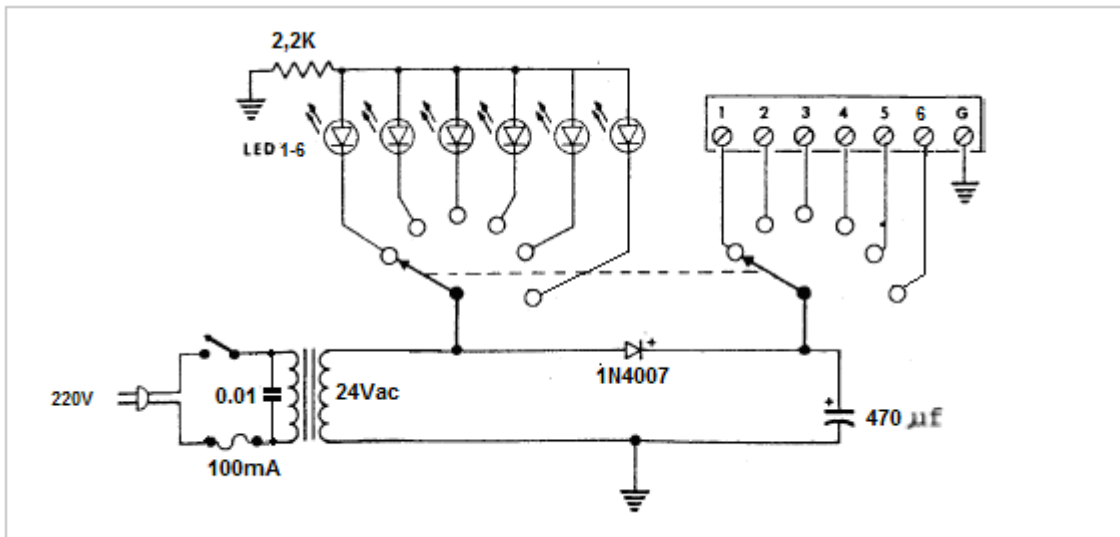 2,2K
LED 1-6
1 2 3 4 5 6 G
220V
0.01
24Vac
100mA
+
1N4007
+
470 µf